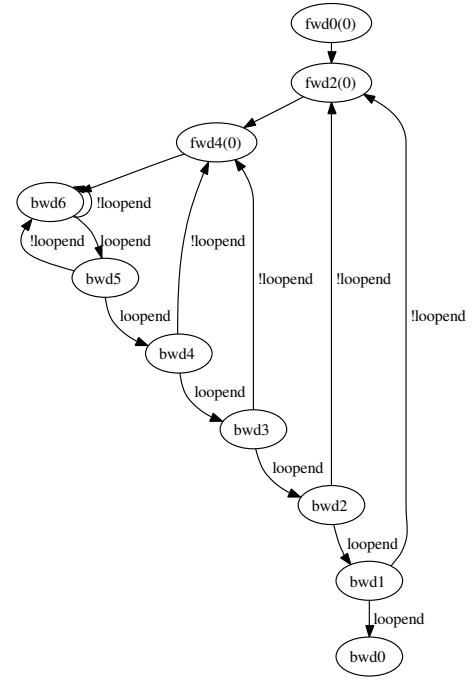 fwd0(0)
fwd2(0)
fwd4(0)
bwd6
!loopend
!loopend
loopend
!loopend
bwd5
!loopend
!loopend
loopend
!loopend
bwd4
loopend
bwd3
loopend
bwd2
loopend
bwd1
loopend
bwd0